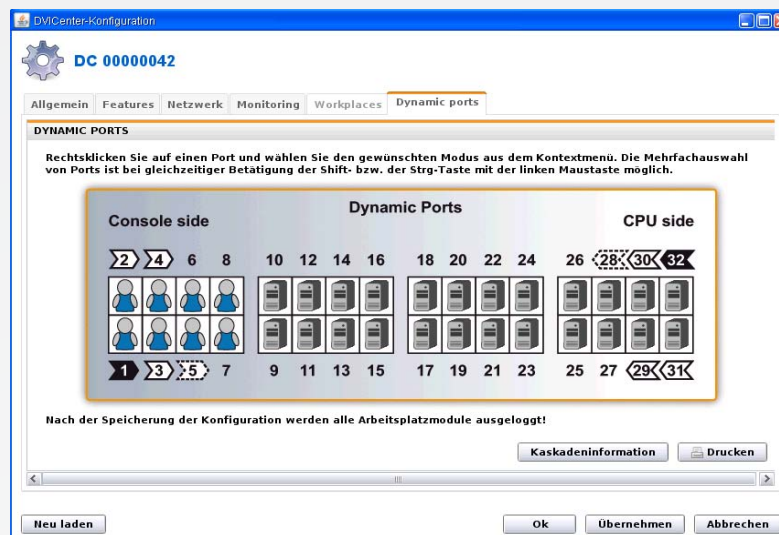 DVICenter-Konfiguration
DC 00000042
Allgemein Features Netzwerk Monitoring Workplaces Dynamic ports
DYNAMIC PORTS
Rechtsklicken Sie auf einen Port und wählen Sie den gewünschten Modus aus dem Kontextmenü. Die Mehrfachauswahl
von Ports ist bei gleichzeitiger Betätigung der Shift- bzw. der Strg-Taste mit der linken Maustaste möglich.
Dynamic Ports
Console side CPU side
2 4 6 8 10 12 14 16 18 20 22 24 26 28 30 32
1 3 5 7 9 11 13 15 17 19 21 23 25 27 29 31
Nach der Speicherung der Konfiguration werden alle Arbeitsplatzmodule ausgeloggt!
Kaskadeninformation Drucken
Neu laden Ok Übernehmen Abbrechen